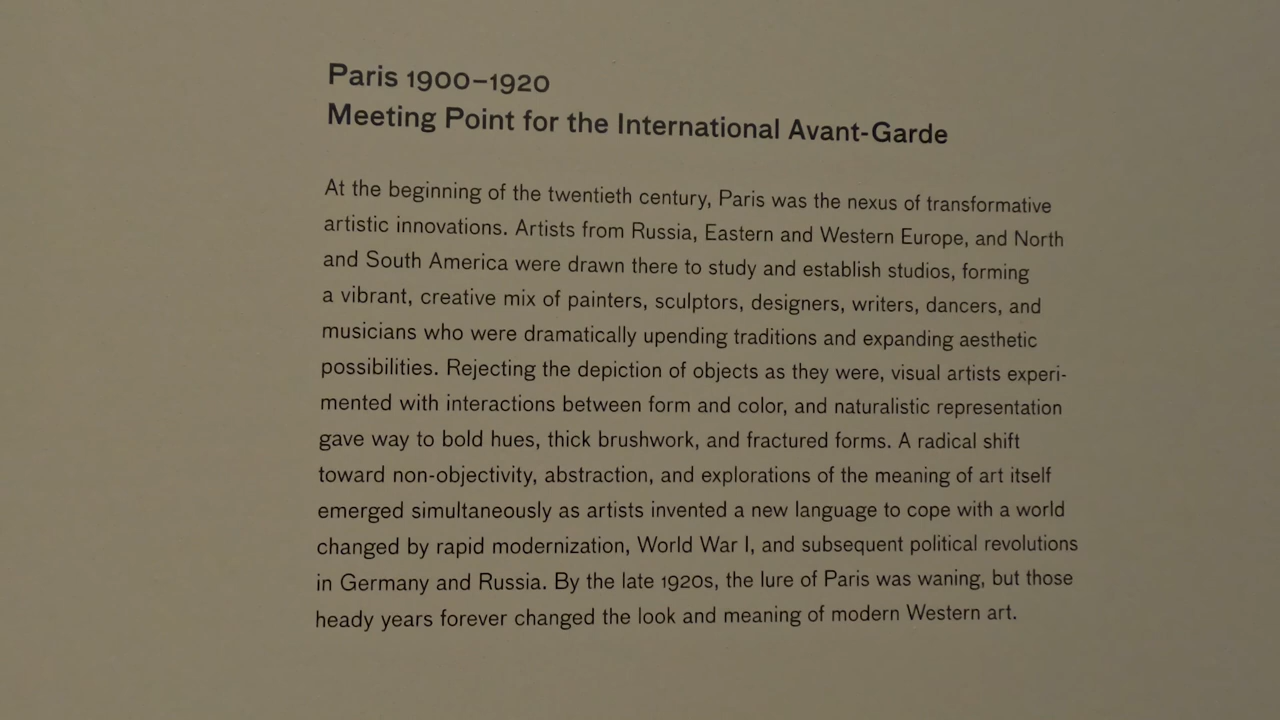 Paris 1900–1920
Meeting Point for the International Avant-Garde
At the beginning of the twentieth century, Paris was the nexus of transformative
artistic innovations. Artists from Russia, Eastern and Western Europe, and North
and South America were drawn there to study and establish studios, forming
a vibrant, creative mix of painters, sculptors, designers, writers, dancers, and
musicians who were dramatically upending traditions and expanding aesthetic
possibilities. Rejecting the depiction of objects as they were, visual artists experi-
mented with interactions between form and color, and naturalistic representation
gave way to bold hues, thick brushwork, and fractured forms. A radical shift
toward non-objectivity, abstraction, and explorations of the meaning of art itself
emerged simultaneously as artists invented a new language to cope with a world
changed by rapid modernization, World War I, and subsequent political revolutions
in Germany and Russia. By the late 1920s, the lure of Paris was waning, but those
heady years forever changed the look and meaning of modern Western art.